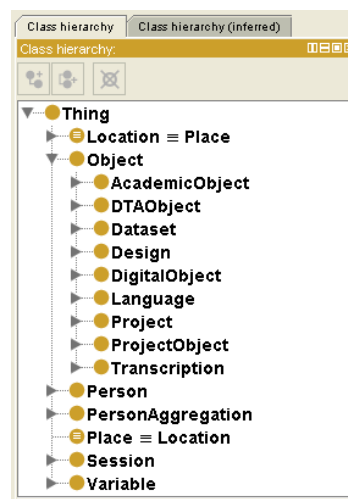 Class hierarchy Class hierarchy (inferred)
Class hierarchy:
Thing
Location ≡ Place
Object
AcademicObject
DTAObject
Dataset
Design
DigitalObject
Language
Project
ProjectObject
Transcription
Person
PersonAggregation
Place ≡ Location
Session
Variable